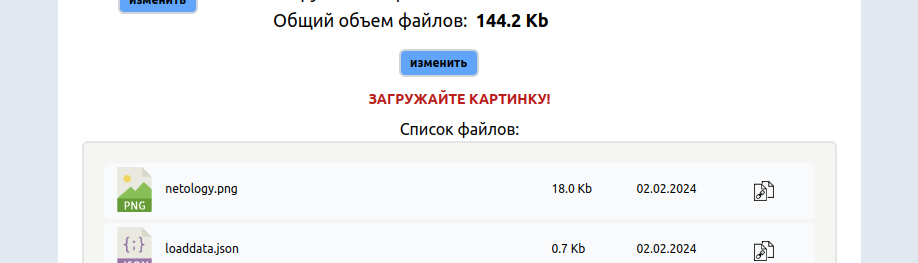 изменить
Общий объем файлов: 144.2 Kb
изменить
ЗАГРУЖАЙТЕ КАРТИНКУ!
Список файлов:
PNG netology.png 18.0 Kb 02.02.2024
{;} loaddata.json 0.7 Kb 02.02.2024
JSON